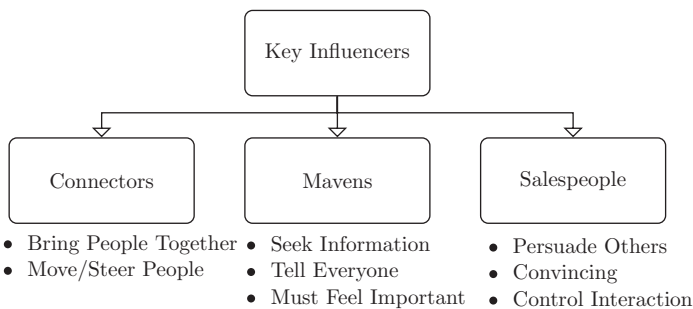 Key Influencers
Connectors
Mavens
Salespeople
• Bring People Together
• Move/Steer People
• Seek Information
• Tell Everyone
• Must Feel Important
• Persuade Others
• Convincing
• Control Interaction